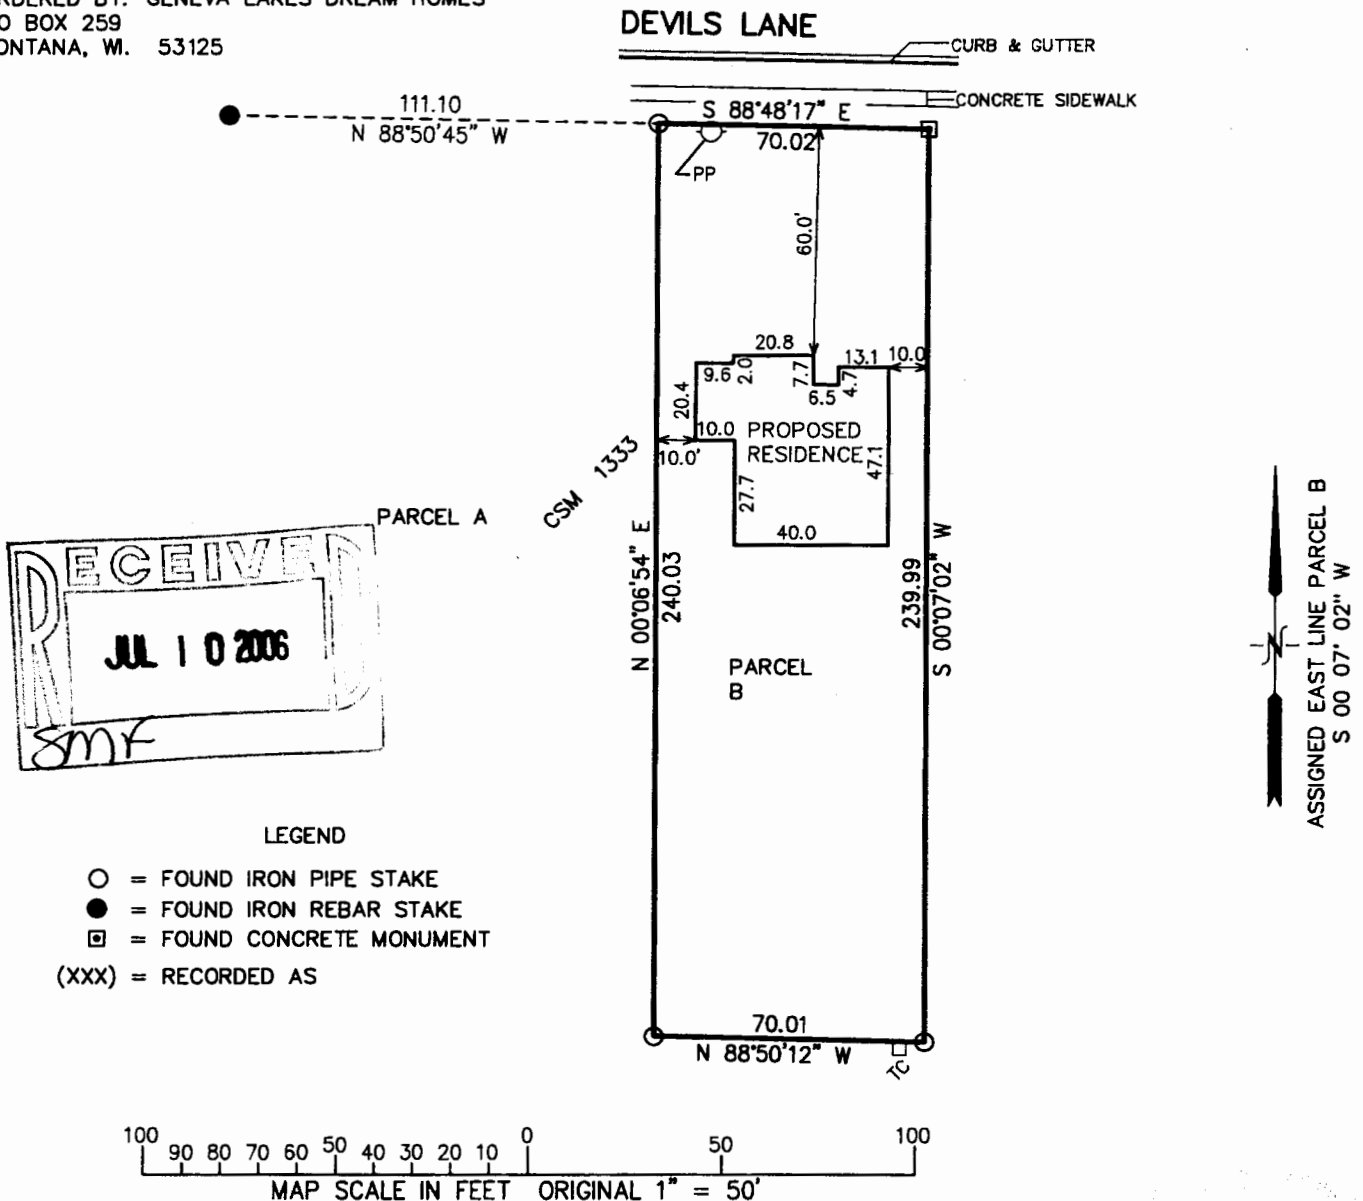 GENEVA LAKES DREAM HOMES
BOX 259
WI. 53125
DEVILS LANE
CURB & GUTTER
CONCRETE SIDEWALK
111.10
N 88°50'45" W
S 88°48'17" E
70.02
PP
60.0'
20.8
13.1
10.0
9.6
2.0
7.7
6.5
4.7
20.4
10.0
10.0'
PROPOSED
RESIDENCE
47.1
27.7
40.0
CSM 1333
PARCEL A
N 00°06'54" E
240.03
239.99
S 00°07'02" W
PARCEL
B
RECEIVED
JUL 10 2006
SMF
ASSIGNED EAST LINE PARCEL B
S 00 07' 02" W
N
LEGEND
= FOUND IRON PIPE STAKE
= FOUND IRON REBAR STAKE
= FOUND CONCRETE MONUMENT
(XXX) = RECORDED AS
70.01
N 88°50'12" W
TC
100 90 80 70 60 50 40 30 20 10 0 50 100
MAP SCALE IN FEET ORIGINAL 1" = 50'